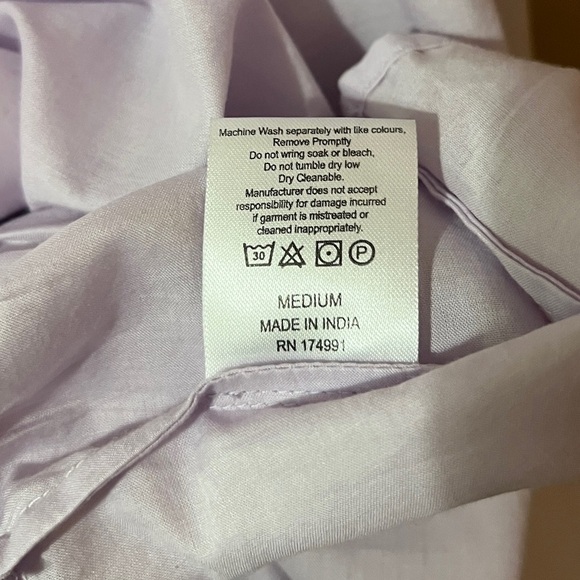 Machine Wash separately with like colours,
Remove Promptly
Do not wring soak or bleach,
Do not tumble dry low
Dry Cleanable.
Manufacturer does not accept
responsibility for damage incurred
if garment is mistreated or
cleaned inappropriately.
30 P
MEDIUM
MADE IN INDIA
RN 174991